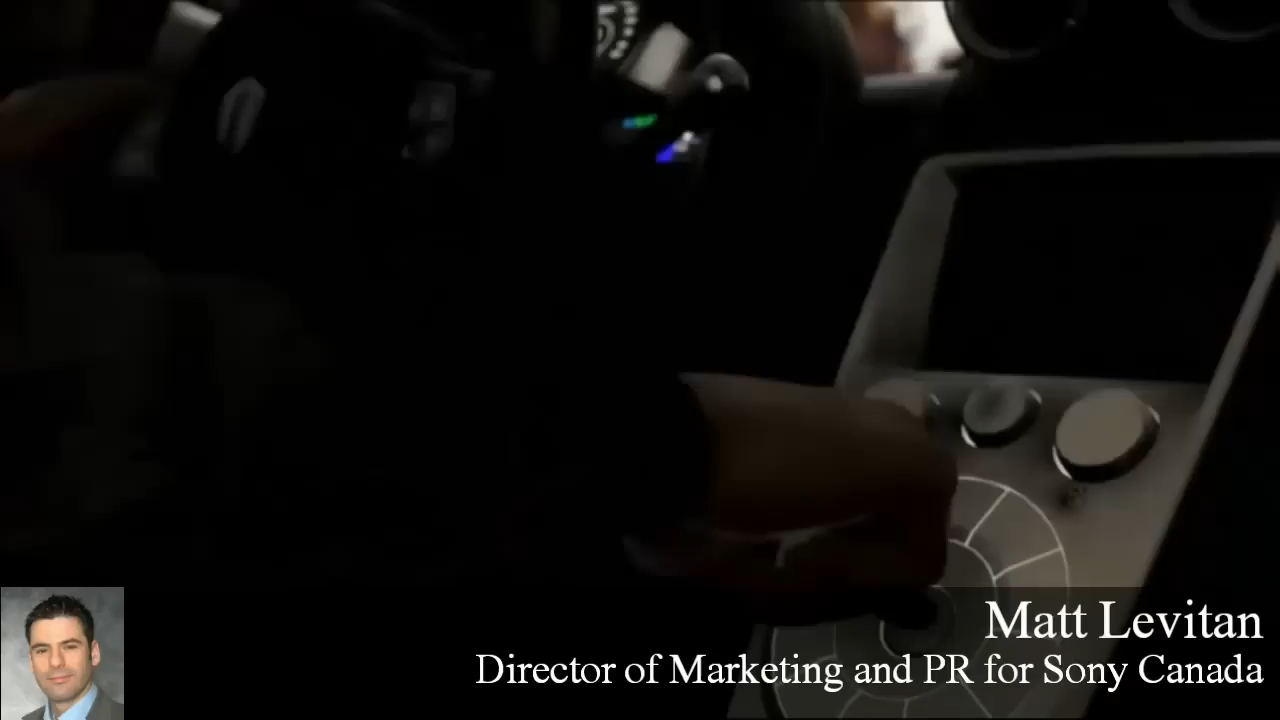 Matt Levitan
Director of Marketing and PR for Sony Canada